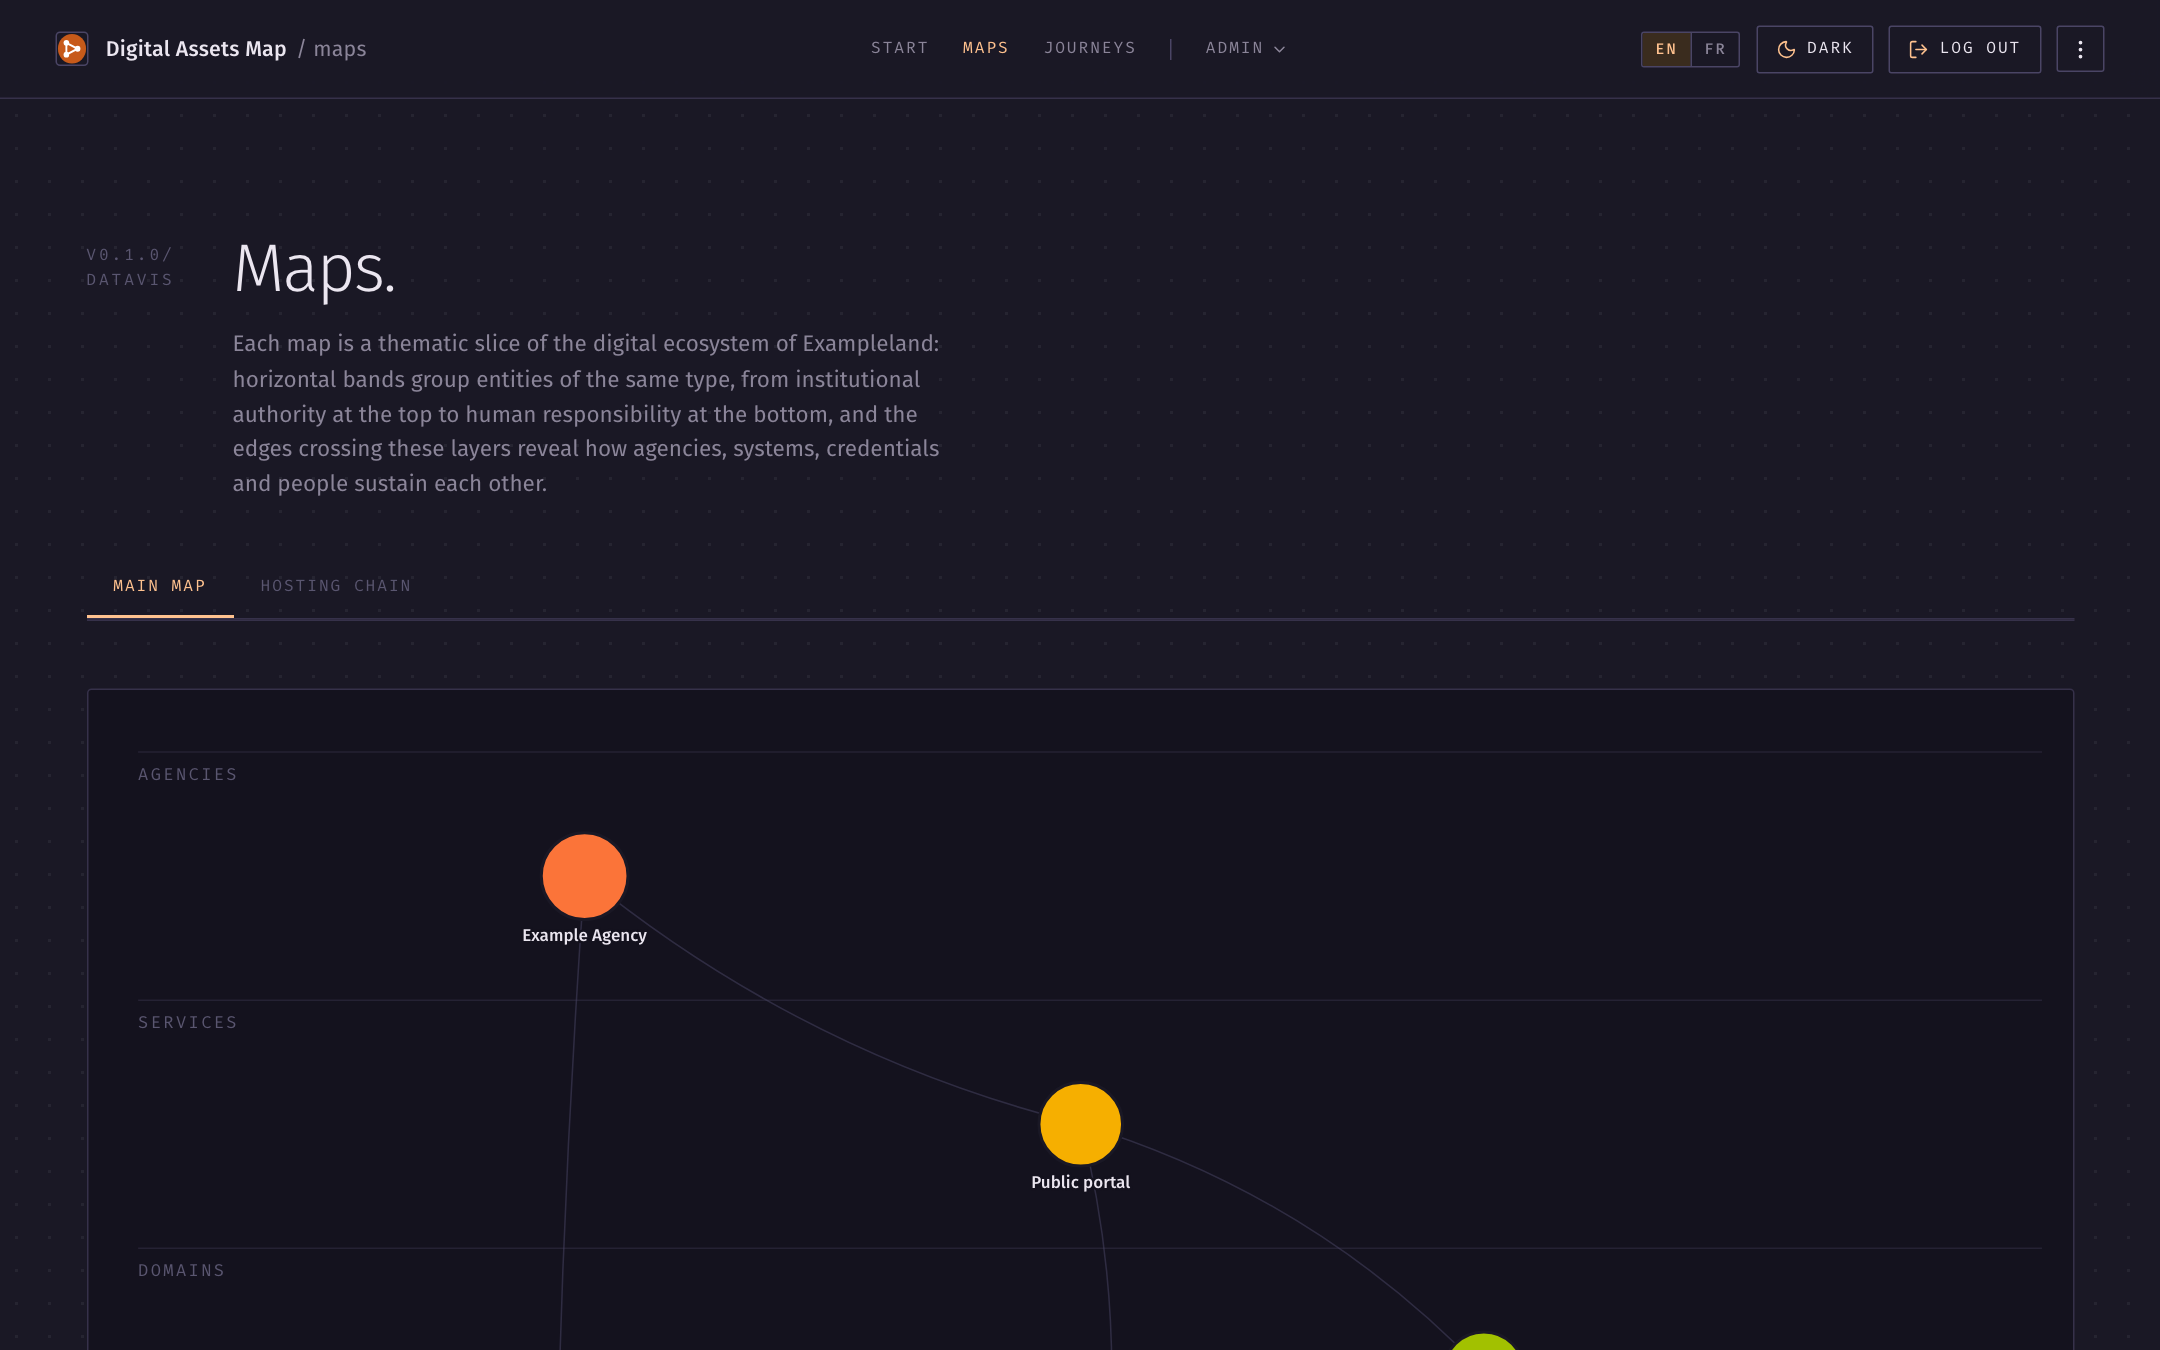 Digital Assets Map / maps
START MAPS JOURNEYS | ADMIN
EN FR DARK LOG OUT
V0.1.0/
DATAVIS
Maps.
Each map is a thematic slice of the digital ecosystem of Exampleland:
horizontal bands group entities of the same type, from institutional
authority at the top to human responsibility at the bottom, and the
edges crossing these layers reveal how agencies, systems, credentials
and people sustain each other.
MAIN MAP HOSTING CHAIN
AGENCIES
Example Agency
SERVICES
Public portal
DOMAINS